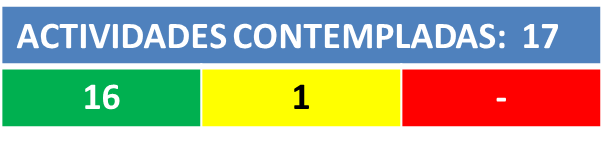 ACTIVIDADES CONTEMPLADAS: 17
16 1 -